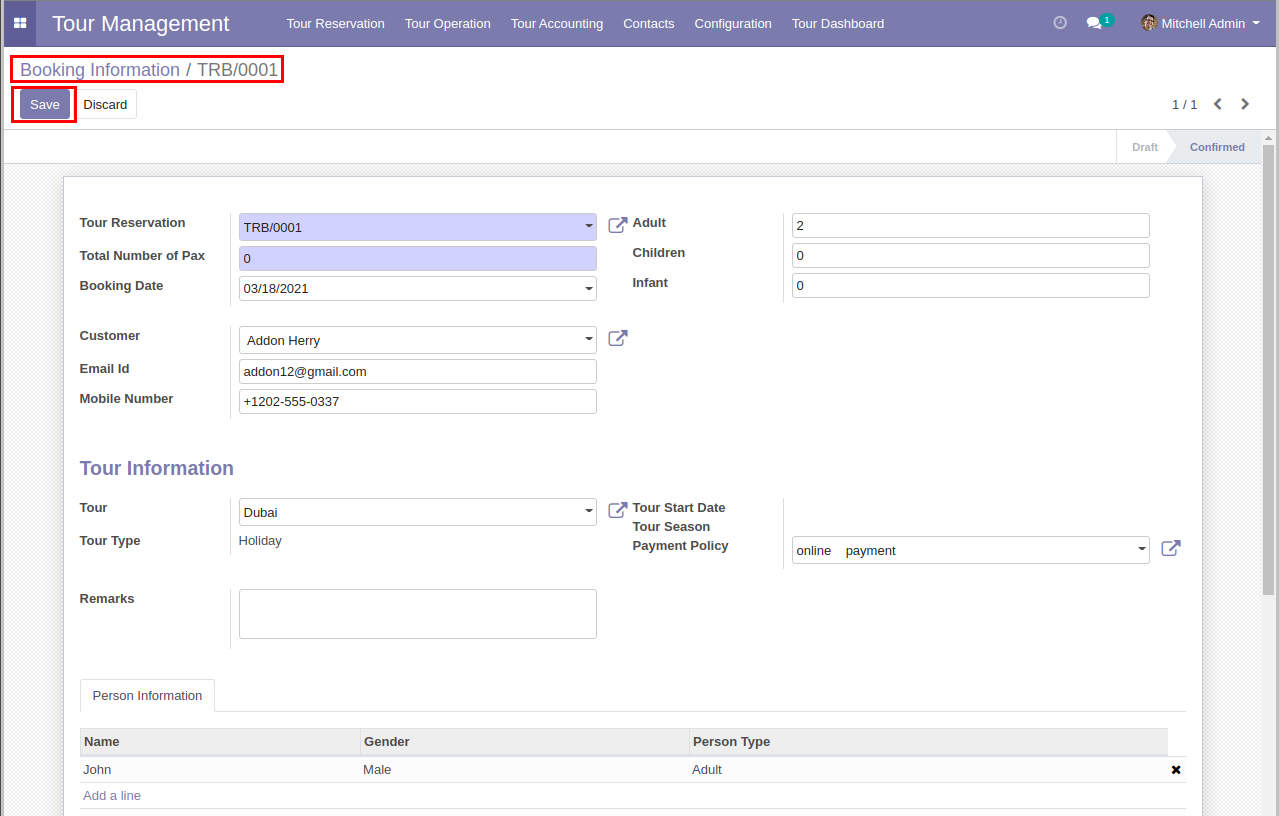 Tour Management Tour Reservation Tour Operation Tour Accounting Contacts Configuration Tour Dashboard 1 Mitchell Admin
Booking Information / TRB/0001
Save Discard 1 / 1
Draft Confirmed
Tour Reservation TRB/0001 Adult 2
Total Number of Pax 0 Children 0
Booking Date 03/18/2021 Infant 0
Customer Addon Herry
Email Id addon12@gmail.com
Mobile Number +1202-555-0337
Tour Information
Tour Dubai Tour Start Date
Tour Season
Tour Type Holiday Payment Policy online payment
Remarks
Person Information
Name Gender Person Type
John Male Adult
Add a line